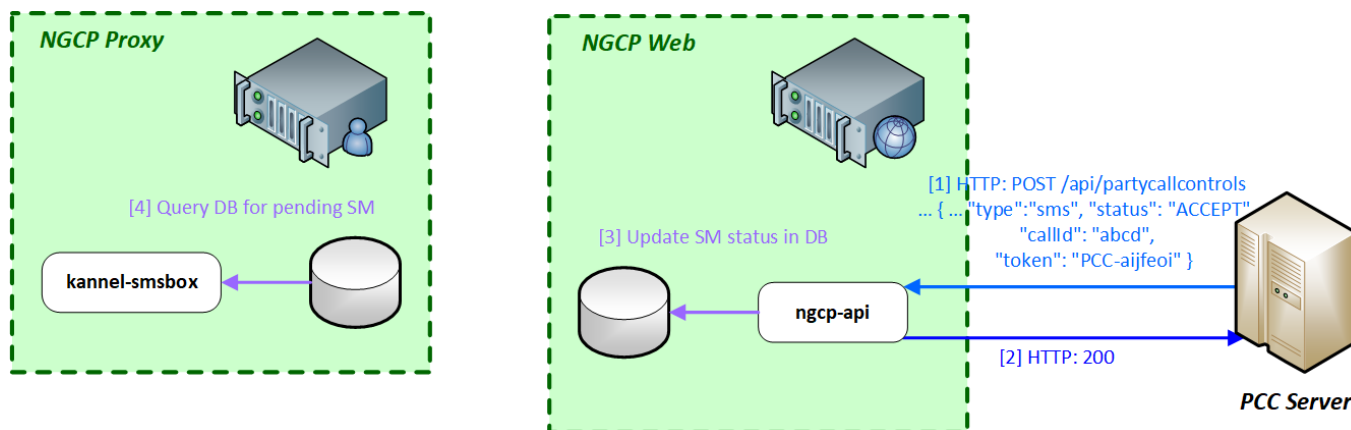 NGCP Proxy
[4] Query DB for pending SM
kannel-smsbox
NGCP Web
[3] Update SM status in DB
ngcp-api
[1] HTTP: POST /api/partycallcontrols
... { ... "type":"sms", "status": "ACCEPT"
"callId": "abcd",
"token": "PCC-aijfeoi" }
[2] HTTP: 200
PCC Server